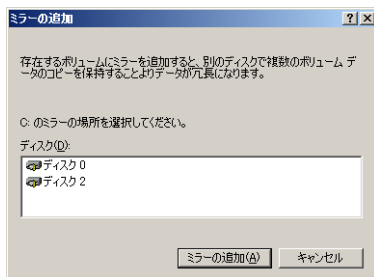 ミラーの追加
存在するボリュームにミラーを追加すると、別のディスクで複数のボリューム デ
ータのコピーを保持することよりデータが冗長になります。
C: のミラーの場所を選択してください。
ディスク(D):
ディスク 0
ディスク 2
ミラーの追加(A)
キャンセル